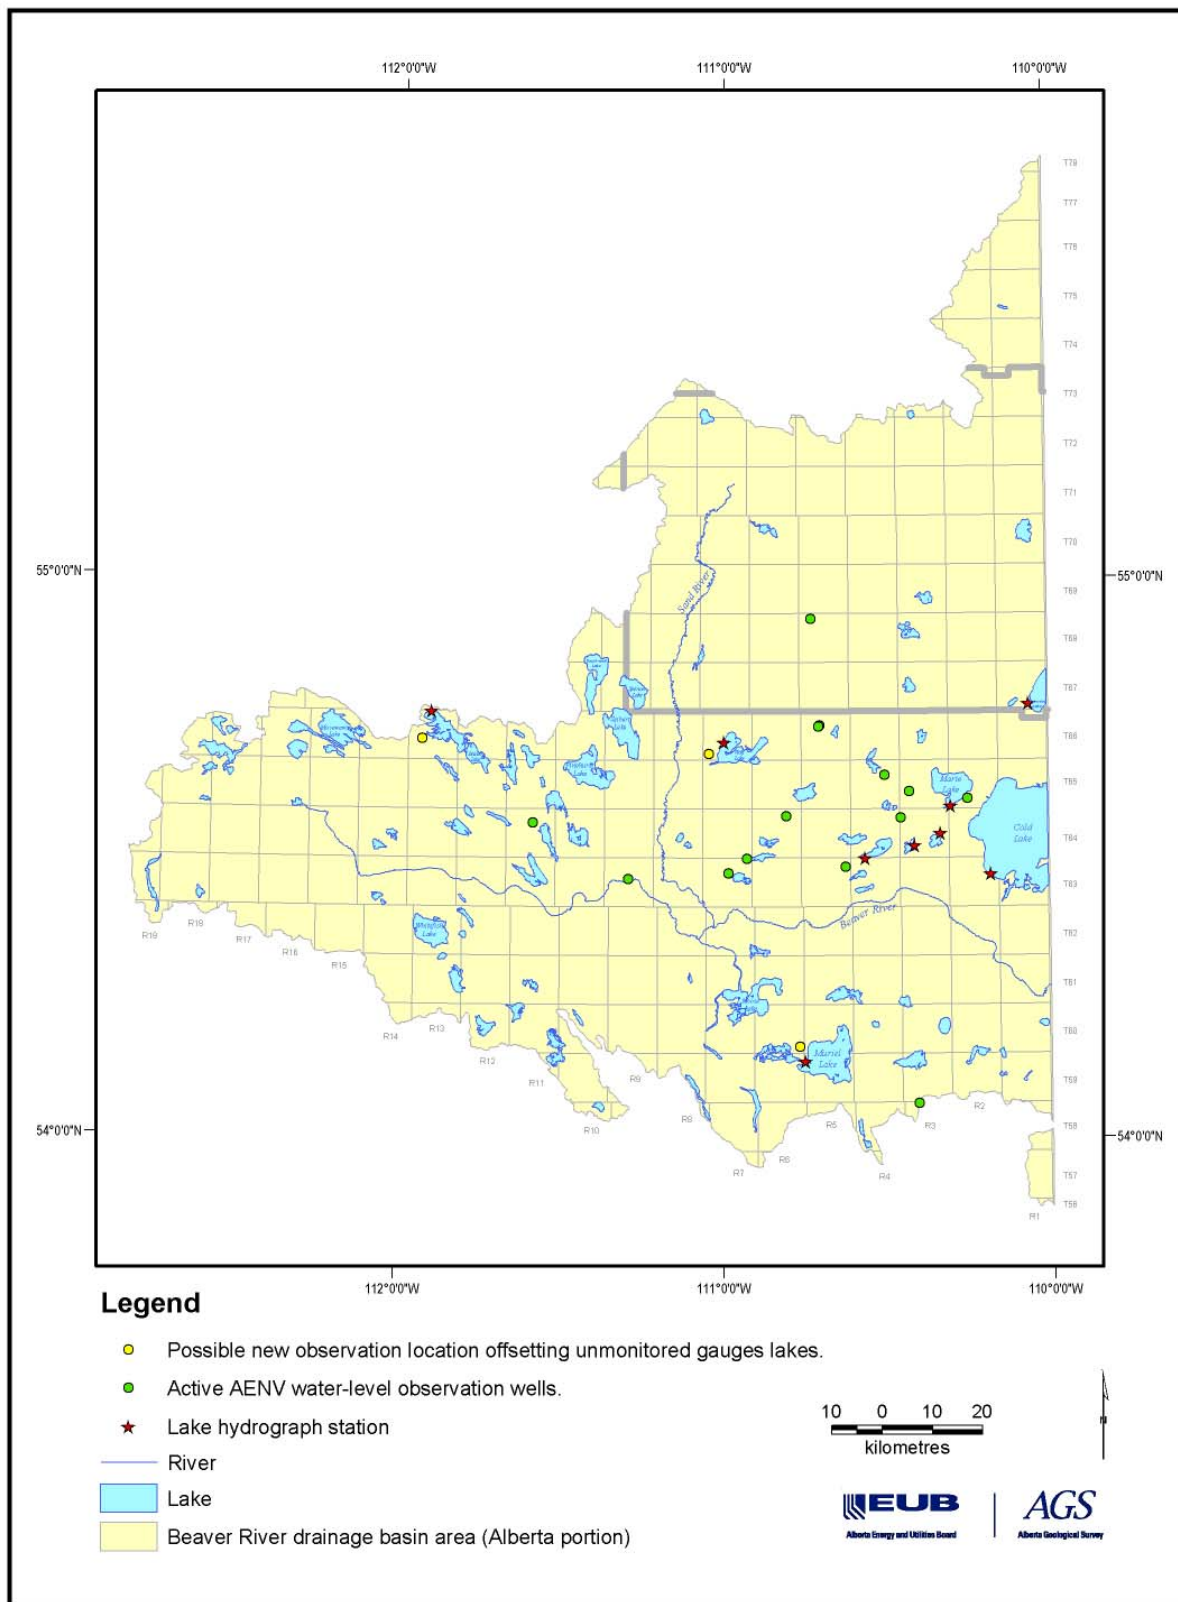 112°0'0"W 111°0'0"W 110°0'0"W
T78
T77
T76
T75
T74
T73
T72
T71
T70
55°0'0"N
55°0'0"N
T69
Sand River
T68
T67
T66
T65
Marie
Lake
Cold
Lake
T64
T63
Beaver River
Whitefish
Lake
T62
R19 R18 R17 R16 R15
T61
R14 R13
T60
R12 R11 R9
Muriel
Lake
T59
R10 R8 R5 R3 R2
T58
54°0'0"N
54°0'0"N
R7 R6 R4
T57
T56
R1
112°0'0"W 111°0'0"W 110°0'0"W
Legend
Possible new observation location offsetting unmonitored gauges lakes.
Active AENV water-level observation wells.
Lake hydrograph station
River
Lake
Beaver River drainage basin area (Alberta portion)
10 0 10 20
kilometres
N
EUB
Alberta Energy and Utilities Board
AGS
Alberta Geological Survey